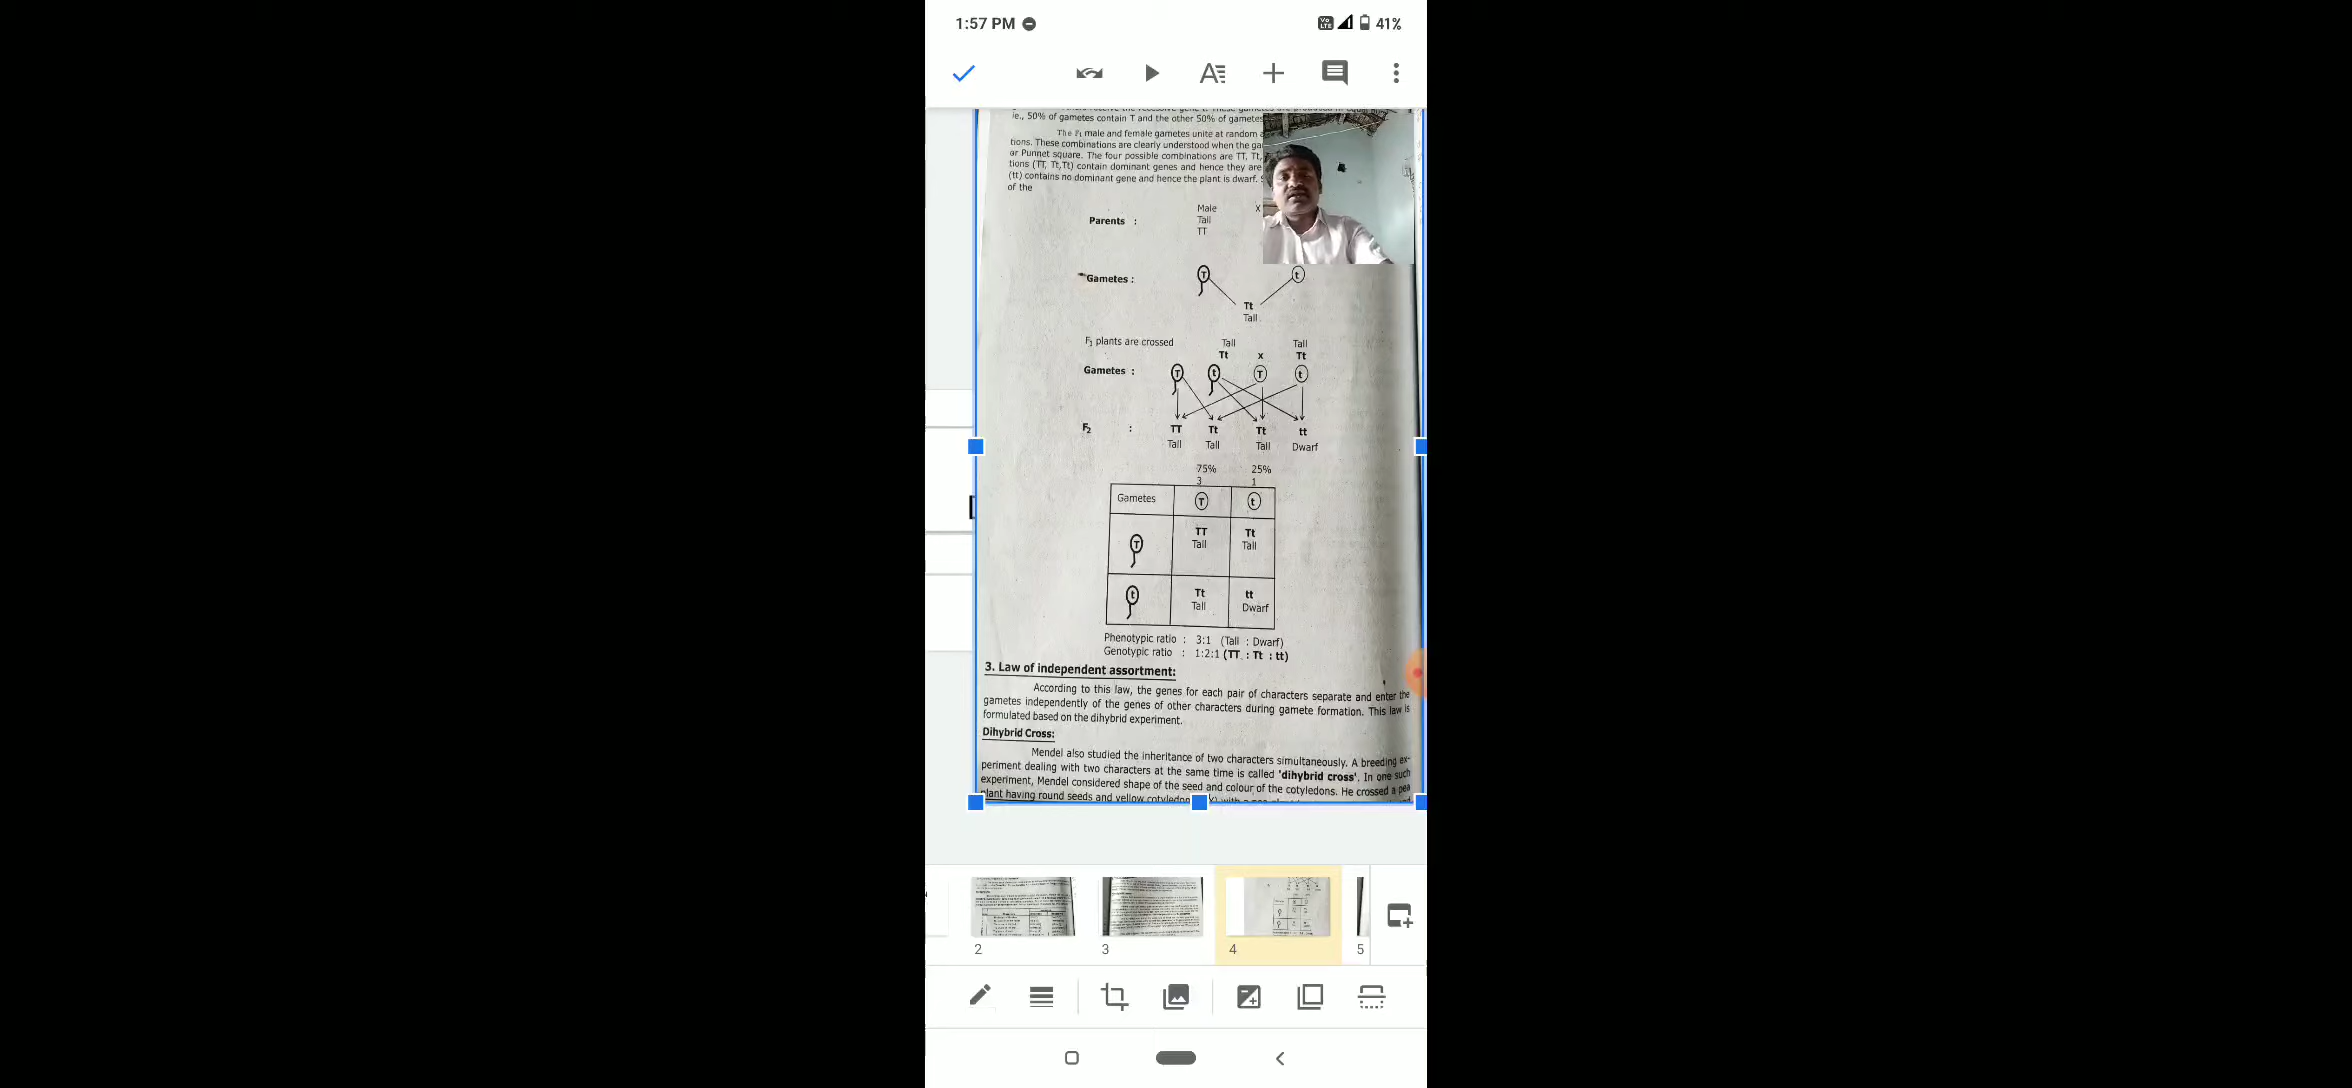 1:57 PM
Vo LTE 41%
ie., 50% of gametes contain T and the other 50% of gametes
The F1 male and female gametes unite at random
tions. These combinations are clearly understood when the
or Punnet square. The four possible combinations are TT, Tt,
tions (TT, Tt,Tt) contain dominant genes and hence they are
(tt) contains no dominant gene and hence the plant is dwarf.
of the
Male X
Parents : Tall
TT
Gametes : T t
Tt
Tall
F1 plants are crossed Tall Tall
Tt x Tt
Gametes : T t T t
F2 : TT Tt Tt tt
Tall Tall Tall Dwarf
75% 25%
3 1
Gametes T t
T TT Tt
Tall Tall
t Tt tt
Tall Dwarf
Phenotypic ratio : 3:1 (Tall : Dwarf)
Genotypic ratio : 1:2:1 (TT : Tt : tt)
3. Law of independent assortment:
According to this law, the genes for each pair of characters separate and enter the
gametes independently of the genes of other characters during gamete formation. This law is
formulated based on the dihybrid experiment.
Dihybrid Cross:
Mendel also studied the inheritance of two characters simultaneously. A breeding ex-
periment dealing with two characters at the same time is called 'dihybrid cross'. In one such
experiment, Mendel considered shape of the seed and colour of the cotyledons. He crossed a pea
plant having round seeds and yellow
2 3 4 5